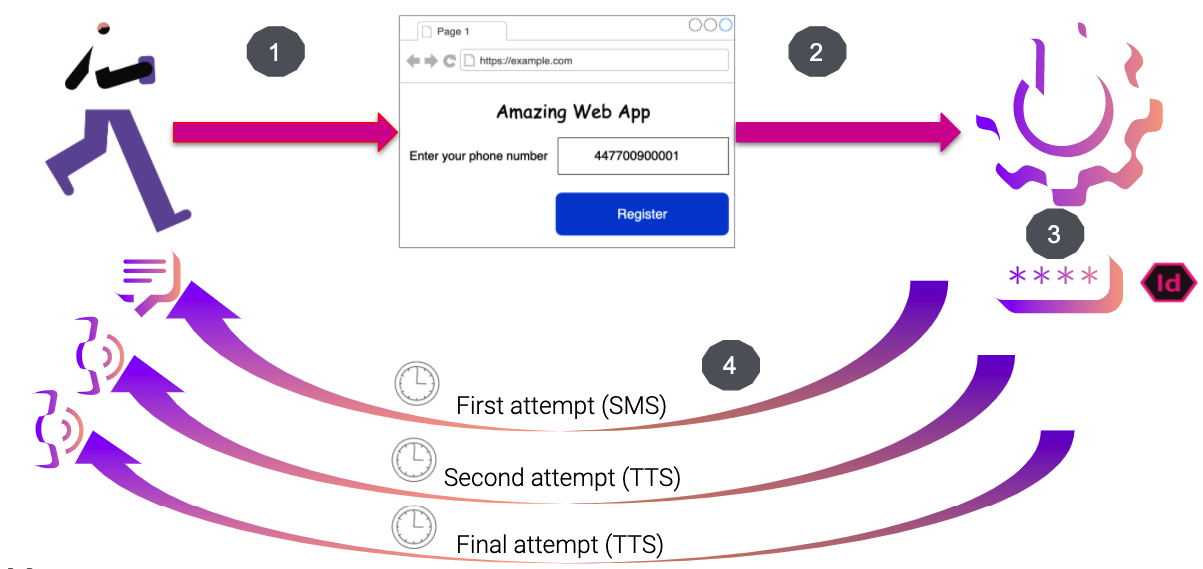 1
Page 1
2
https://example.com
Amazing Web App
Enter your phone number 447700900001
Register
3
****
Id
4
First attempt (SMS)
Second attempt (TTS)
Final attempt (TTS)